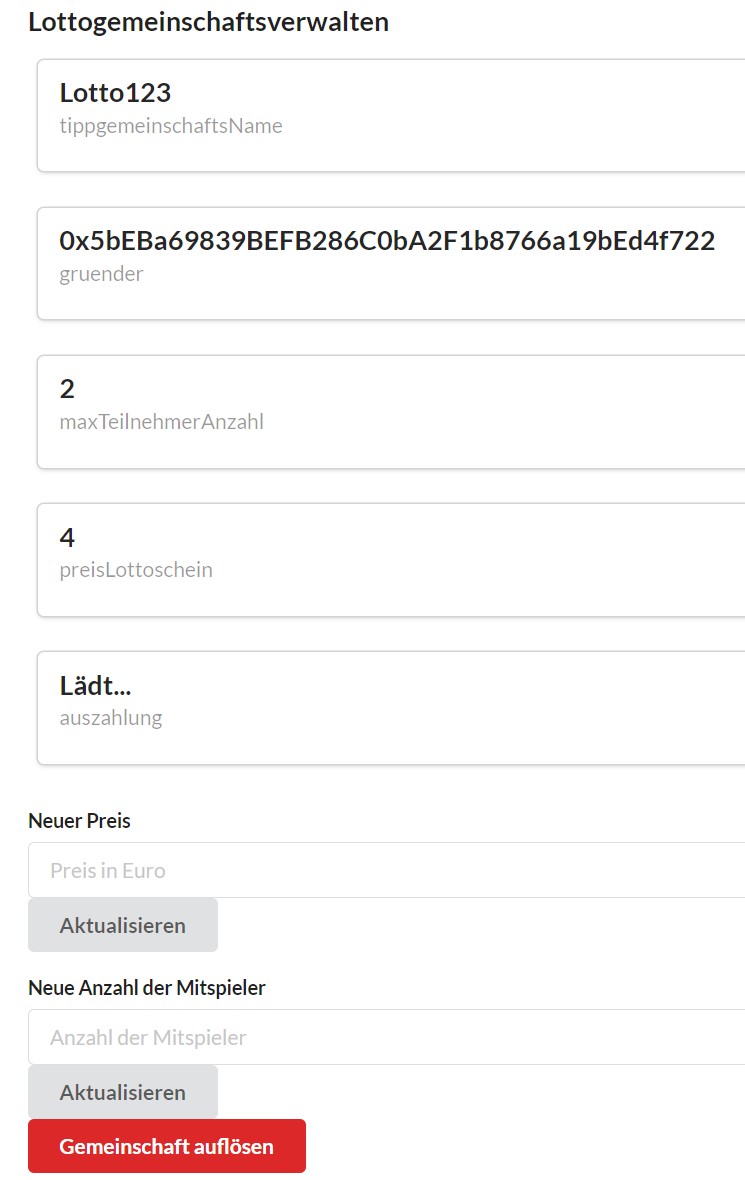 Lottogemeinschaftsverwalten
Lotto123
tippgemeinschaftsName
0x5bEBa69839BEFB286C0bA2F1b8766a19bEd4f722
gruender
2
maxTeilnehmerAnzahl
4
preisLottoschein
Lädt...
auszahlung
Neuer Preis
Preis in Euro
Aktualisieren
Neue Anzahl der Mitspieler
Anzahl der Mitspieler
Aktualisieren
Gemeinschaft auflösen